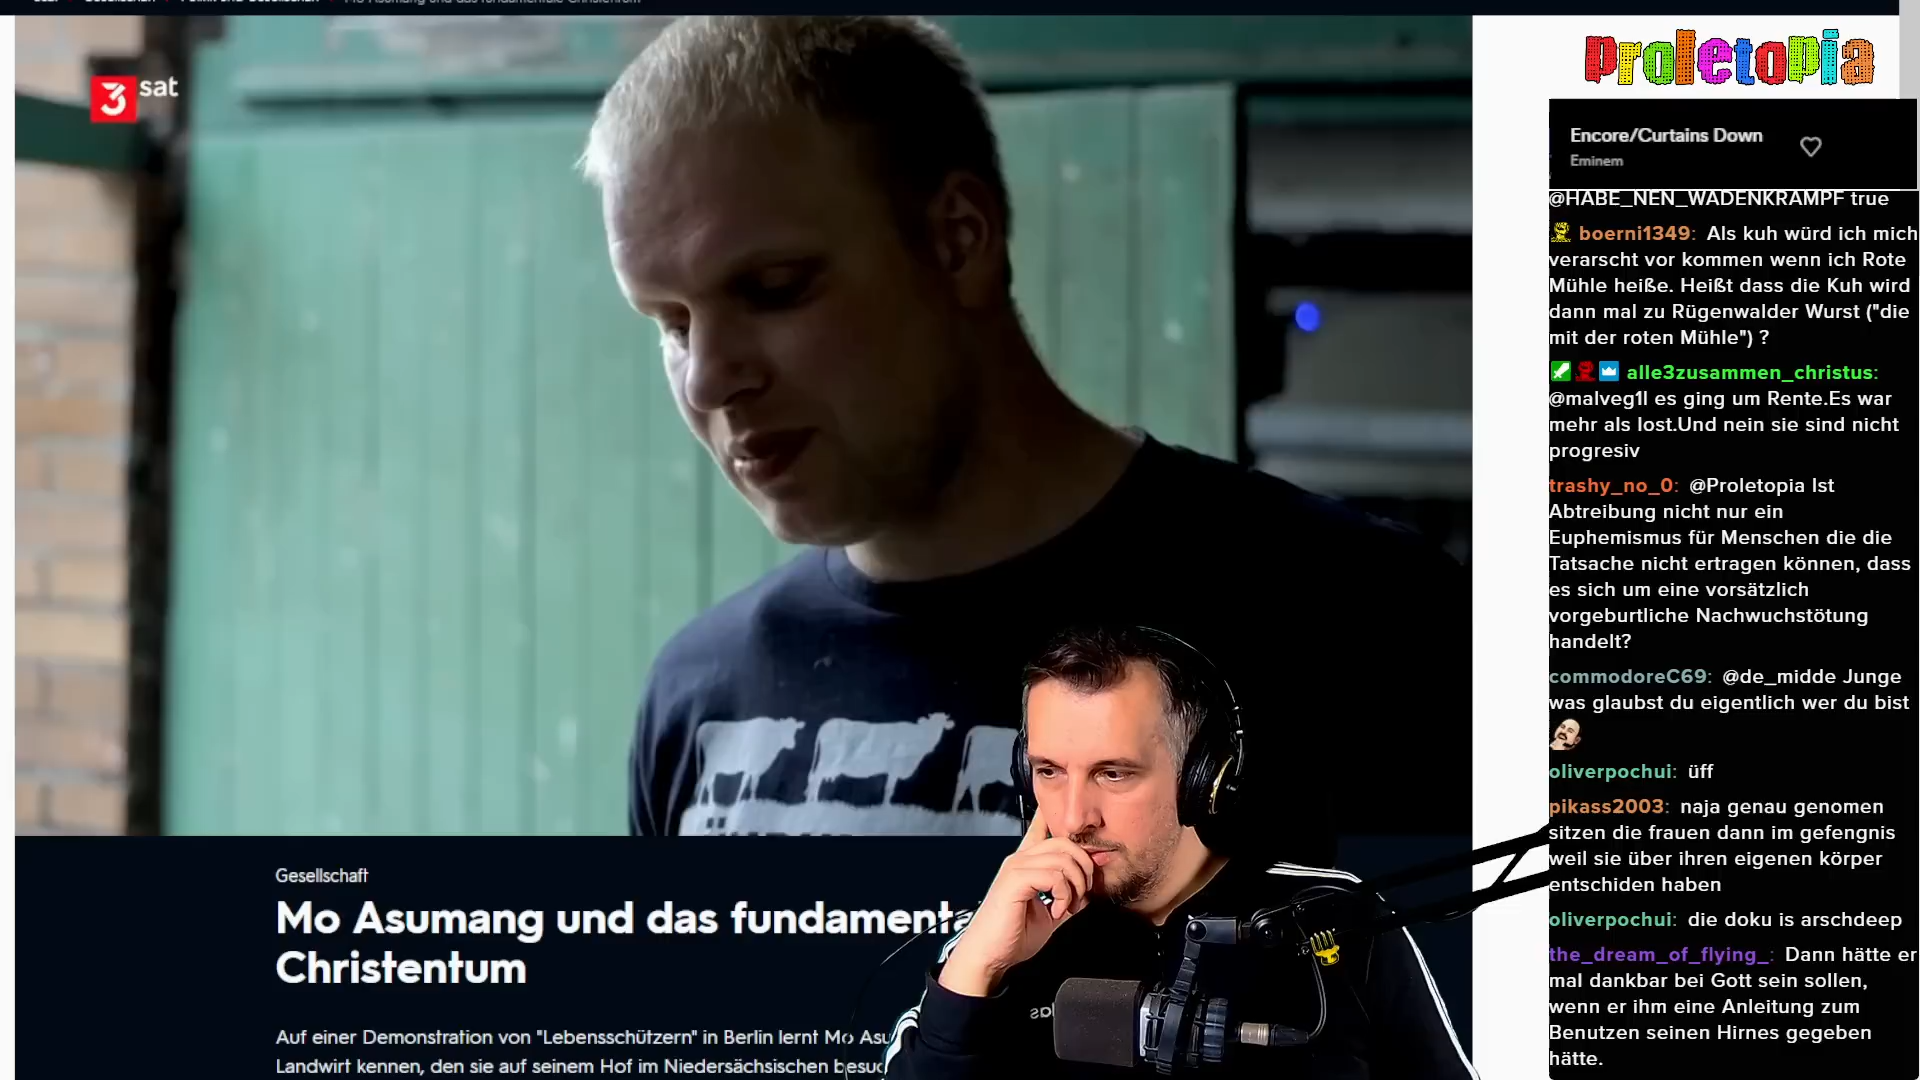 Mo Asumang und das fundamentale Christentum
3sat
proletopia
Encore/Curtains Down
Eminem
@HABE_NEN_WADENKRAMPF true
boerni1349: Als kuh würd ich mich
verarscht vor kommen wenn ich Rote
Mühle heiße. Heißt dass die Kuh wird
dann mal zu Rügenwalder Wurst ("die
mit der roten Mühle") ?
alle3zusammen_christus:
@malveg1l es ging um Rente.Es war
mehr als lost.Und nein sie sind nicht
progresiv
trashy_no_0: @Proletopia Ist
Abtreibung nicht nur ein
Euphemismus für Menschen die die
Tatsache nicht ertragen können, dass
es sich um eine vorsätzlich
vorgeburtliche Nachwuchstötung
handelt?
commodoreC69: @de_midde Junge
was glaubst du eigentlich wer du bist
oliverpochui: üff
pikass2003: naja genau genomen
sitzen die frauen dann im gefengnis
weil sie über ihren eigenen körper
entschiden haben
oliverpochui: die doku is arschdeep
the_dream_of_flying_: Dann hätte er
mal dankbar bei Gott sein sollen,
wenn er ihm eine Anleitung zum
Benutzen seinen Hirnes gegeben
hätte.
Gesellschaft
Mo Asumang und das fundamenta
Christentum
Auf einer Demonstration von "Lebensschützern" in Berlin lernt Mo Asu
Landwirt kennen, den sie auf seinem Hof im Niedersächsischen besuc